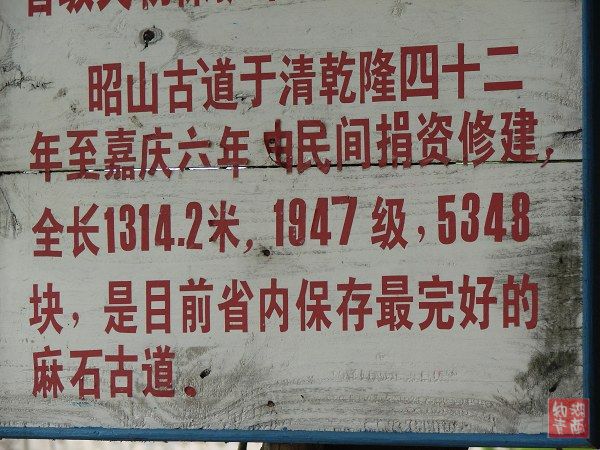 昭山古道于清乾隆四十二
年至嘉庆六年由民间捐资修建,
全长1314.2米, 1947级, 5348
块, 是目前省内保存最完好的
麻石古道。